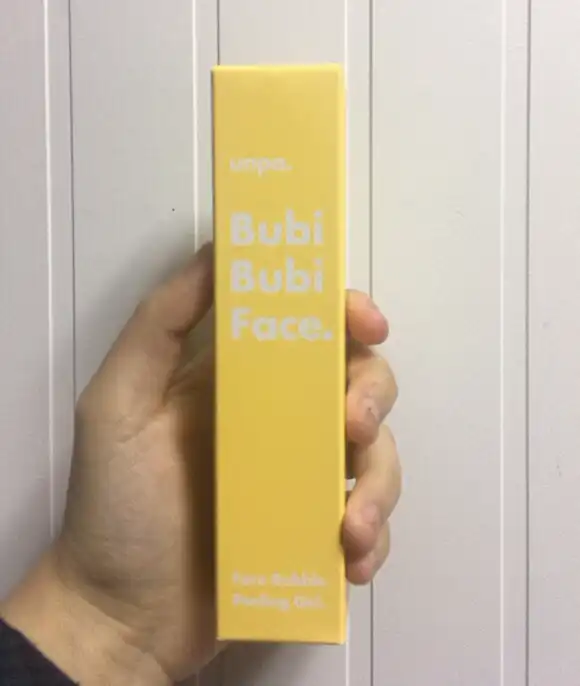 unpa.
Bubi
Bubi
Face.
Face Bubble
Peeling Gel.